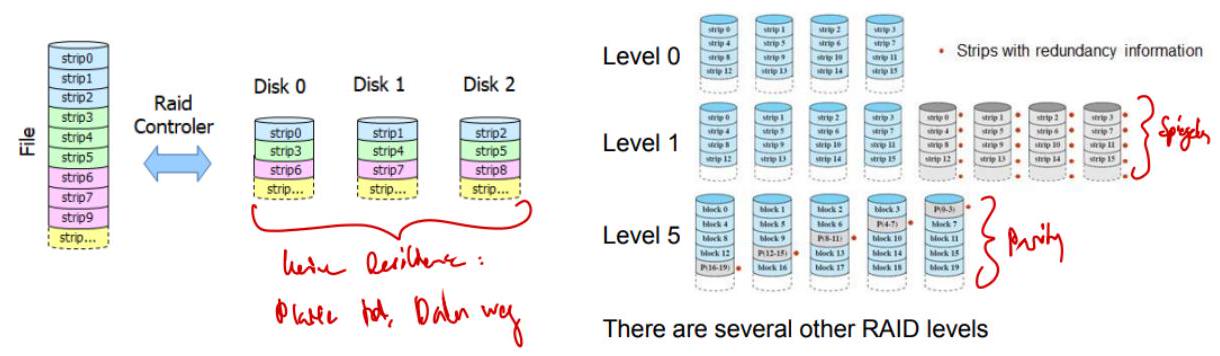 File
strip0
strip1
strip2
strip3
strip4
strip5
strip6
strip7
strip9
strip...
Raid
Controler
Disk 0
strip0
strip3
strip6
strip...
Disk 1
strip1
strip4
strip7
strip...
Disk 2
strip2
strip5
strip8
strip...
keine Resilience:
Platte tot, Daten weg
Level 0
strip 0
strip 4
strip 8
strip 12
strip 1
strip 5
strip 9
strip 13
strip 2
strip 6
strip 10
strip 14
strip 3
strip 7
strip 11
strip 15
• Strips with redundancy information
Level 1
strip 0
strip 4
strip 8
strip 12
strip 1
strip 5
strip 9
strip 13
strip 2
strip 6
strip 10
strip 14
strip 3
strip 7
strip 11
strip 15
strip 0
strip 4
strip 8
strip 12
strip 1
strip 5
strip 9
strip 13
strip 2
strip 6
strip 10
strip 14
strip 3
strip 7
strip 11
strip 15
Spiegeln
Level 5
block 0
block 4
block 8
block 12
P(16-19)
block 1
block 5
block 9
P(12-15)
block 16
block 2
block 6
P(8-11)
block 13
block 17
block 3
P(4-7)
block 10
block 14
block 18
P(0-3)
block 7
block 11
block 15
block 19
Parity
There are several other RAID levels